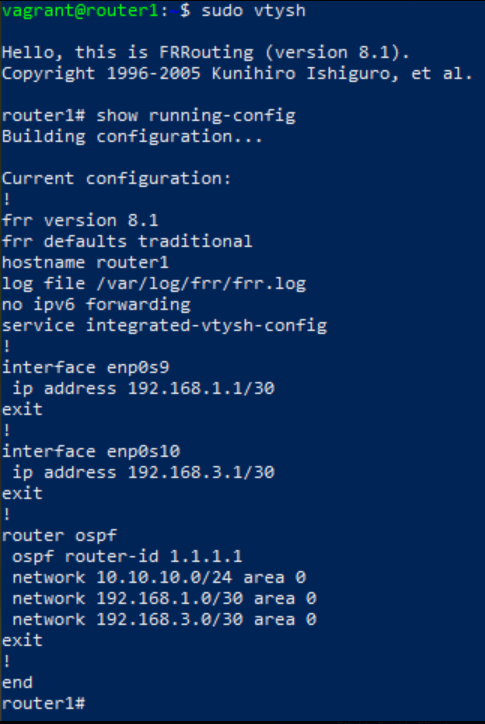 vagrant@router1:~$ sudo vtysh
Hello, this is FRRouting (version 8.1).
Copyright 1996-2005 Kunihiro Ishiguro, et al.
router1# show running-config
Building configuration...
Current configuration:
!
frr version 8.1
frr defaults traditional
hostname router1
log file /var/log/frr/frr.log
no ipv6 forwarding
service integrated-vtysh-config
!
interface enp0s9
 ip address 192.168.1.1/30
exit
!
interface enp0s10
 ip address 192.168.3.1/30
exit
!
router ospf
 ospf router-id 1.1.1.1
 network 10.10.10.0/24 area 0
 network 192.168.1.0/30 area 0
 network 192.168.3.0/30 area 0
exit
!
end
router1#